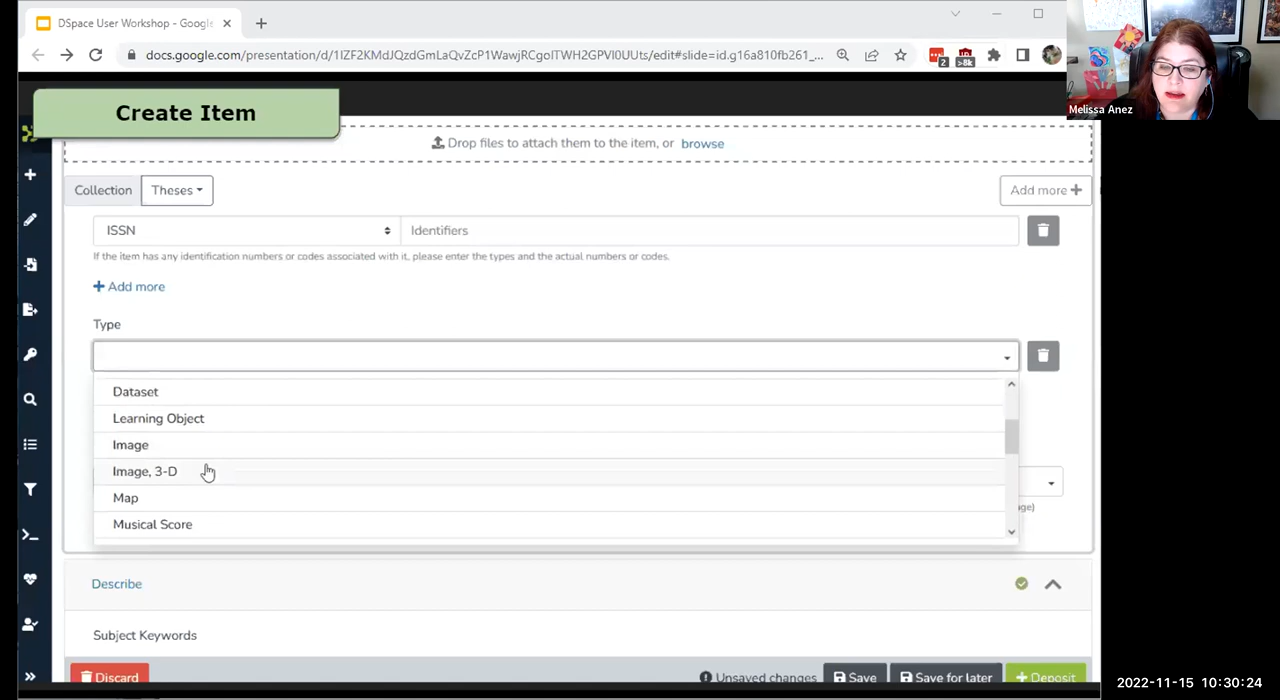 DSpace User Workshop - Googl
docs.google.com/presentation/d/1IZF2KMdJQzdGmLaQvZcP1WawjRCgoITWH2GPVI0UUts/edit#slide=id.g16a810fb261_...
2
>8k
Melissa Anez
Create Item
Drop files to attach them to the item, or browse
Collection Theses Add more +
ISSN Identifiers
If the item has any identification numbers or codes associated with it, please enter the types and the actual numbers or codes.
+ Add more
Type
Dataset
Learning Object
Image
Image, 3-D
Map
Musical Score
ge)
Describe
Subject Keywords
Discard Unsaved changes Save Save for later + Deposit
2022-11-15 10:30:24